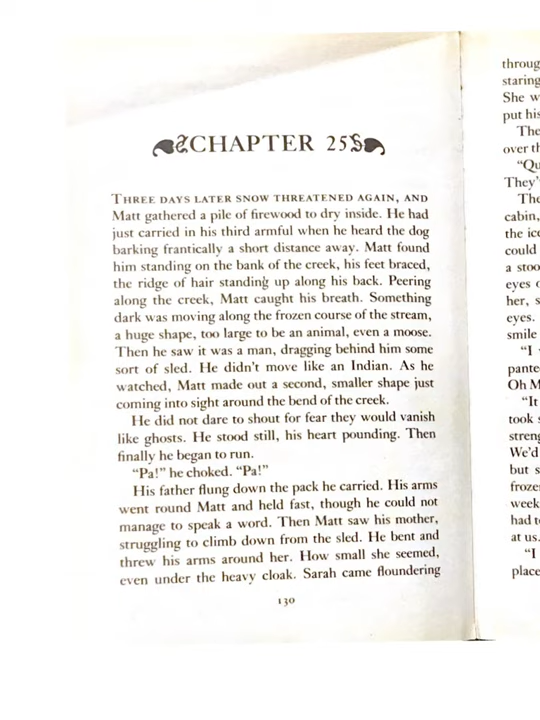 CHAPTER 25
THREE DAYS LATER SNOW THREATENED AGAIN, AND
Matt gathered a pile of firewood to dry inside. He had
just carried in his third armful when he heard the dog
barking frantically a short distance away. Matt found
him standing on the bank of the creek, his feet braced,
the ridge of hair standing up along his back. Peering
along the creek, Matt caught his breath. Something
dark was moving along the frozen course of the stream,
a huge shape, too large to be an animal, even a moose.
Then he saw it was a man, dragging behind him some
sort of sled. He didn't move like an Indian. As he
watched, Matt made out a second, smaller shape just
coming into sight around the bend of the creek.
He did not dare to shout for fear they would vanish
like ghosts. He stood still, his heart pounding. Then
finally he began to run.
"Pa!" he choked. "Pa!"
His father flung down the pack he carried. His arms
went round Matt and held fast, though he could not
manage to speak a word. Then Matt saw his mother,
struggling to climb down from the sled. He bent and
threw his arms around her. How small she seemed,
even under the heavy cloak. Sarah came floundering
130
throug
staring
She w
put his
The
over th
"Qu
They'
The
cabin,
the ice
could
a stoo
eyes o
her, s
eyes.
smile
"I
pante
Oh M
"It
took s
streng
We'd
but s
froze
week
had t
at us.
"I
place